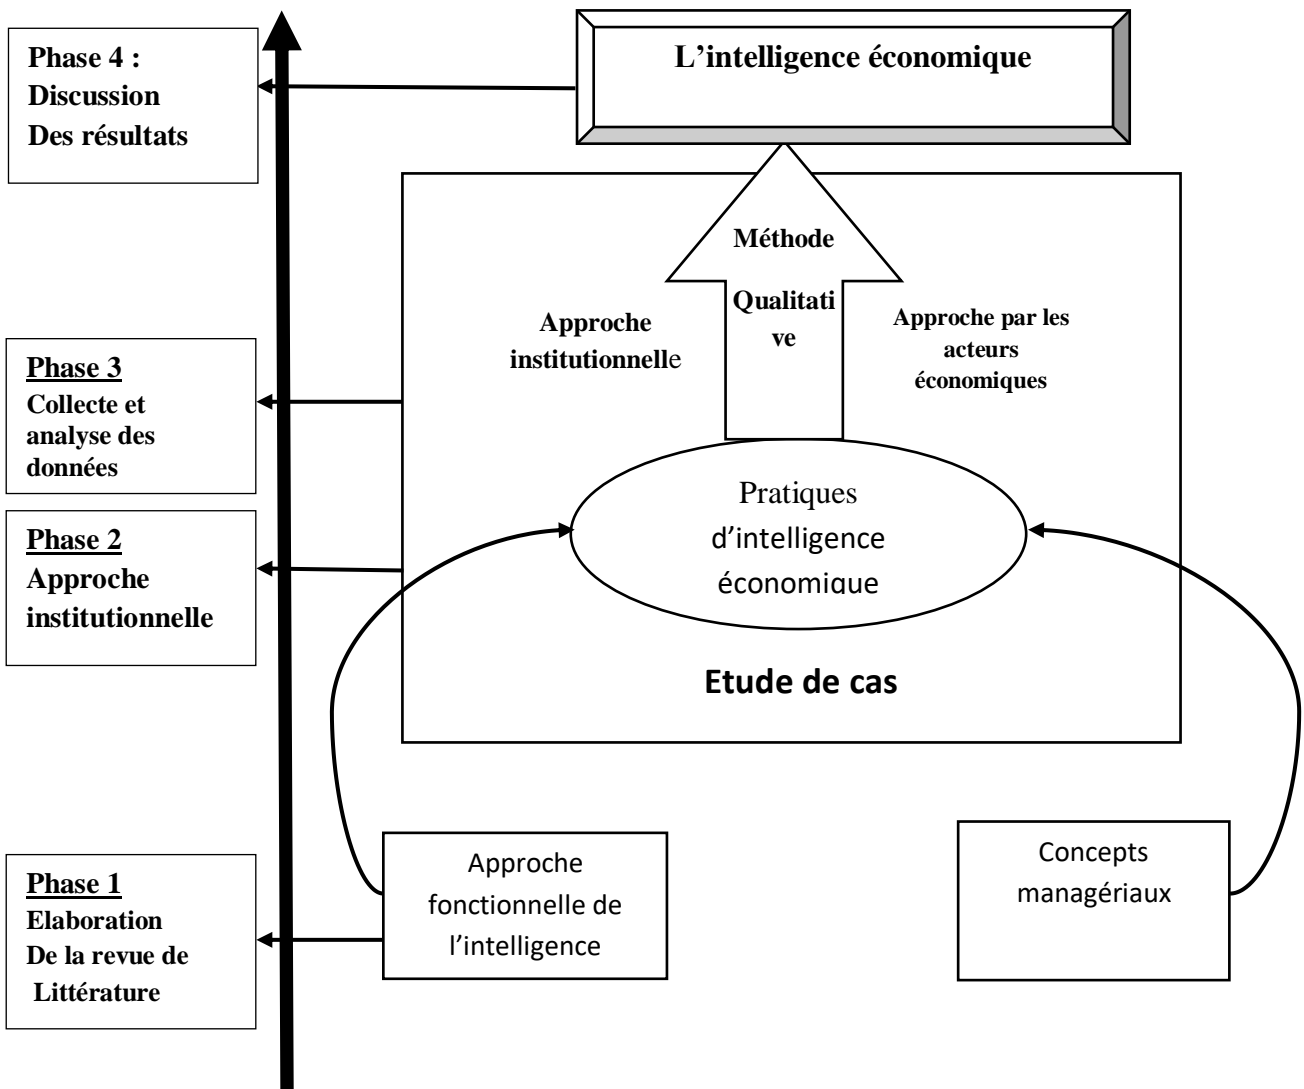 Phase 4 :
Discussion
Des résultats
L’intelligence économique
Méthode
Qualitati
ve
Approche
institutionnelle
Approche par les
acteurs
économiques
Phase 3
Collecte et
analyse des
données
Pratiques
d’intelligence
économique
Phase 2
Approche
institutionnelle
Etude de cas
Phase 1
Elaboration
De la revue de
Littérature
Approche
fonctionnelle de
l’intelligence
Concepts
managériaux